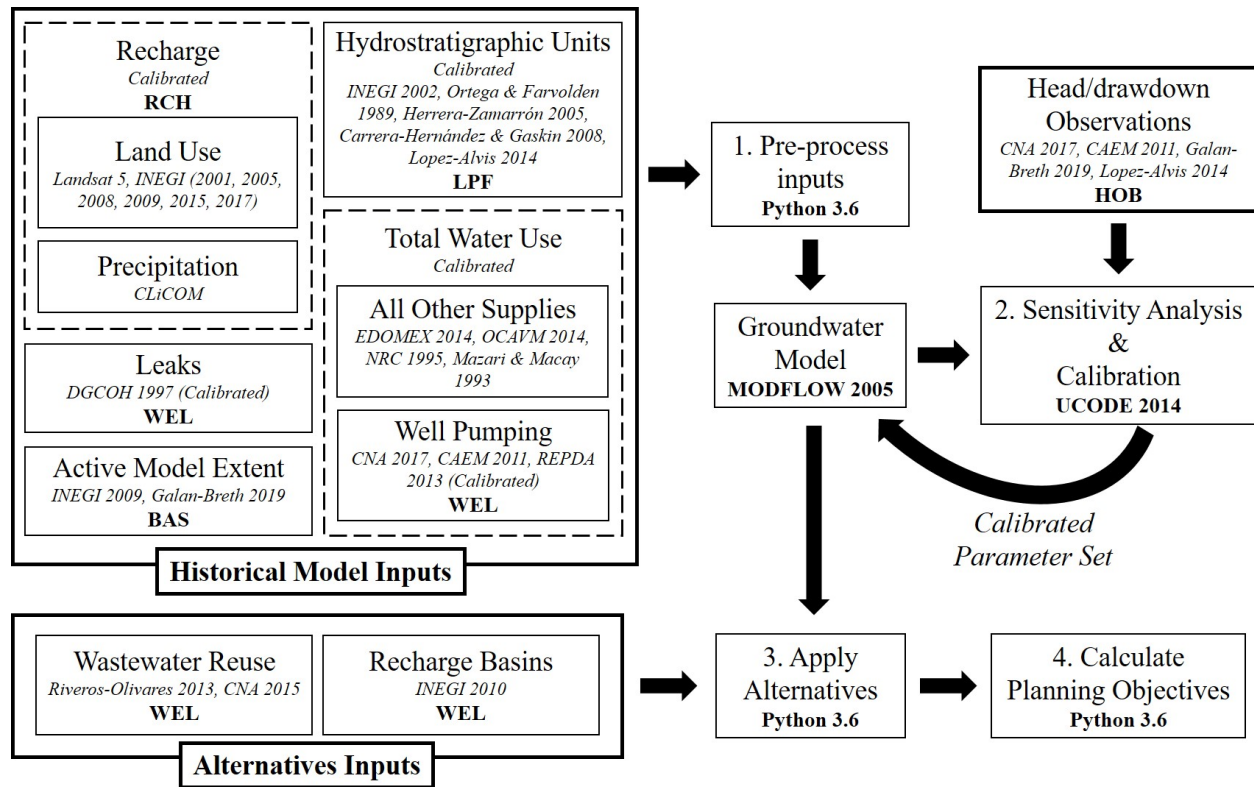 Recharge
Calibrated
RCH
Land Use
Landsat 5, INEGI (2001, 2005,
2008, 2009, 2015, 2017)
Precipitation
CLiCOM
Leaks
DGCOH 1997 (Calibrated)
WEL
Active Model Extent
INEGI 2009, Galan-Breth 2019
BAS
Hydrostratigraphic Units
Calibrated
INEGI 2002, Ortega & Farvolden
1989, Herrera-Zamarrón 2005,
Carrera-Hernández & Gaskin 2008,
Lopez-Alvis 2014
LPF
Total Water Use
Calibrated
All Other Supplies
EDOMEX 2014, OCAVM 2014,
NRC 1995, Mazari & Macay
1993
Well Pumping
CNA 2017, CAEM 2011, REPDA
2013 (Calibrated)
WEL
Historical Model Inputs
1. Pre-process
inputs
Python 3.6
Head/drawdown
Observations
CNA 2017, CAEM 2011, Galan-
Breth 2019, Lopez-Alvis 2014
HOB
Groundwater
Model
MODFLOW 2005
2. Sensitivity Analysis
&
Calibration
UCODE 2014
Calibrated
Parameter Set
Wastewater Reuse
Riveros-Olivares 2013, CNA 2015
WEL
Recharge Basins
INEGI 2010
WEL
Alternatives Inputs
3. Apply
Alternatives
Python 3.6
4. Calculate
Planning Objectives
Python 3.6